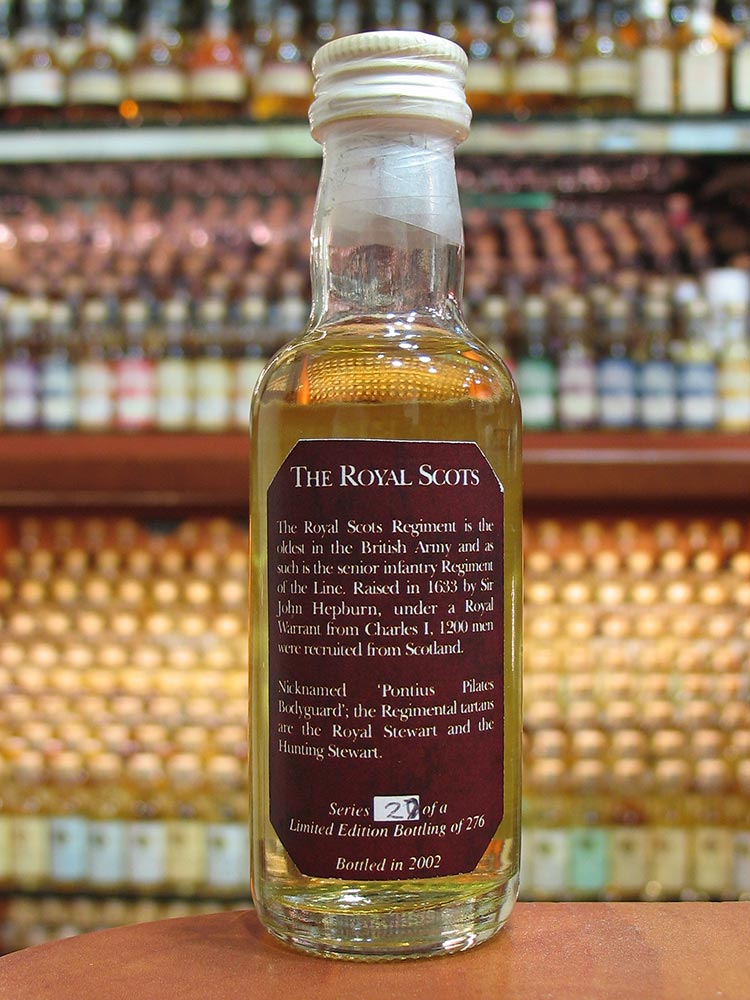 THE ROYAL SCOTS
The Royal Scots Regiment is the
oldest in the British Army and as
such is the senior infantry Regiment
of the Line. Raised in 1633 by Sir
John Hepburn, under a Royal
Warrant from Charles I, 1200 men
were recruited from Scotland.
Nicknamed 'Pontius Pilates
Bodyguard'; the Regimental tartans
are the Royal Stewart and the
Hunting Stewart.
Series of a
Limited Edition Bottling of 276
Bottled in 2002